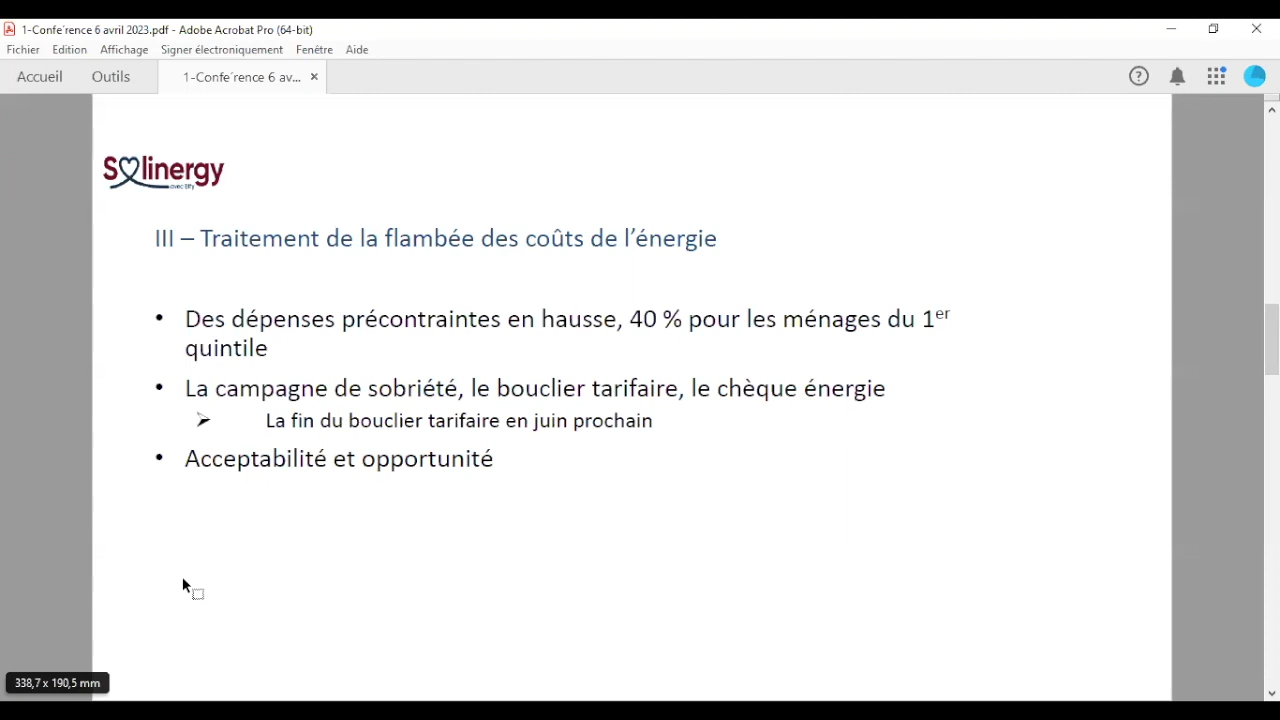 1-Confe´rence 6 avril 2023.pdf - Adobe Acrobat Pro (64-bit)
Fichier Edition Affichage Signer électroniquement Fenêtre Aide
Accueil Outils 1-Confe´rence 6 av... ×
Solinergy
avec Effy
III – Traitement de la flambée des coûts de l’énergie
• Des dépenses précontraintes en hausse, 40 % pour les ménages du 1er
quintile
• La campagne de sobriété, le bouclier tarifaire, le chèque énergie
➢ La fin du bouclier tarifaire en juin prochain
• Acceptabilité et opportunité
338,7 x 190,5 mm